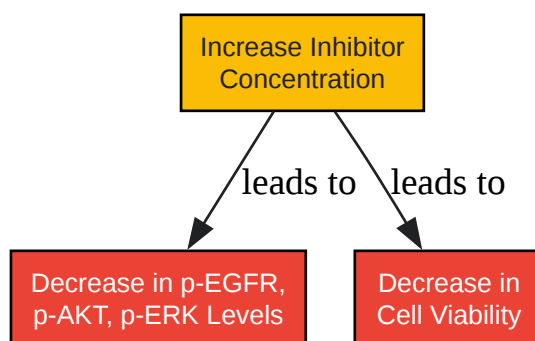 Increase Inhibitor
Concentration
leads to
leads to
Decrease in p-EGFR,
p-AKT, p-ERK Levels
Decrease in
Cell Viability